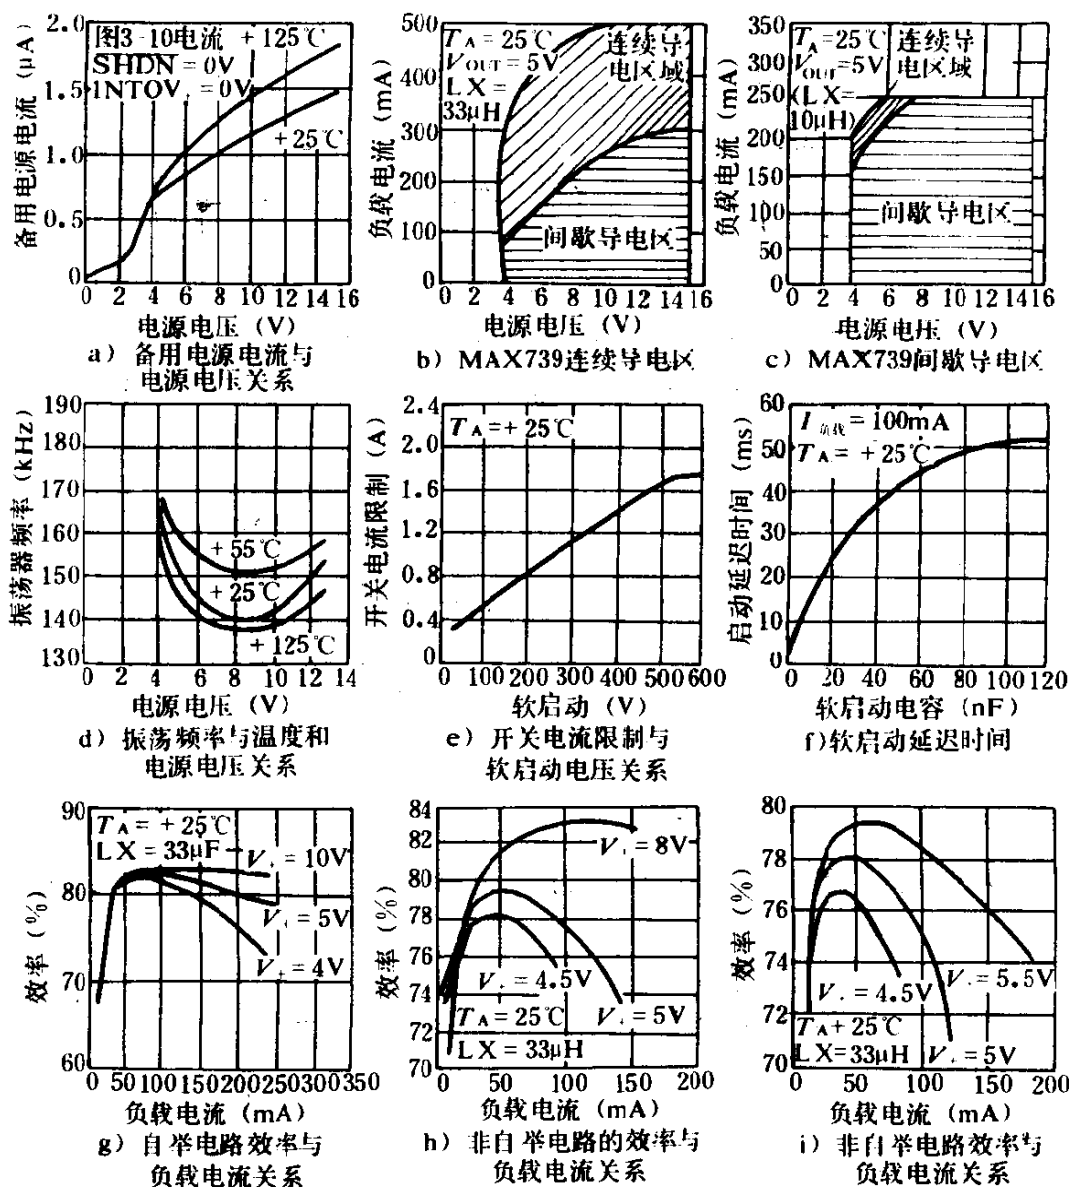 备用电源电流 (μA)
2.0
1.5
1.0
0.5
0
图3-10电流
SHDN = 0V
INTOV+ = 0V
+125℃
+25℃
0 2 4 6 8 10 12 14 16
电源电压 (V)
a) 备用电源电流与
电源电压关系
负载电流 (mA)
500
400
300
200
100
0
TA = 25℃
VOUT = 5V
LX =
33μH
连续导
电区域
间歇导电区
0 2 4 6 8 10 12 14 16
电源电压 (V)
b) MAX739连续导电区
负载电流 (mA)
350
300
250
200
150
100
50
0
TA = 25℃
VOUT = 5V
(LX =
10μH)
连续导
电区域
间歇导电区
0 2 4 6 8 10 12 14 16
电源电压 (V)
c) MAX739间歇导电区
振荡器频率 (kHz)
190
180
170
160
150
140
130
+55℃
+25℃
+125℃
0 2 4 6 8 10 12 14
电源电压 (V)
d) 振荡频率与温度和
电源电压关系
开关电流限制 (A)
2.4
2.0
1.6
1.2
0.8
0.4
0
TA = +25℃
0 100 200 300 400 500 600
软启动 (V)
e) 开关电流限制与
软启动电压关系
启动延迟时间 (ms)
60
50
40
30
20
10
0
I负载 = 100mA
TA = +25℃
0 20 40 60 80 100 120
软启动电容 (nF)
f)软启动延迟时间
效率 (%)
90
80
70
60
TA = +25℃
LX = 33μF
V+ = 10V
V+ = 5V
V+ = 4V
0 50 100 150 200 250 300 350
负载电流 (mA)
g) 自举电路效率与
负载电流关系
效率 (%)
84
82
80
78
76
74
72
70
V+ = 8V
V+ = 4.5V
TA = 25℃
V+ = 5V
LX = 33μH
0 50 100 150 200
负载电流 (mA)
h) 非自举电路的效率与
负载电流关系
效率 (%)
80
78
76
74
72
70
V+ = 5.5V
V+ = 4.5V
TA + 25℃
LX = 33μH
V+ = 5V
0 50 100 150 200
负载电流 (mA)
i) 非自举电路效率与
负载电流关系